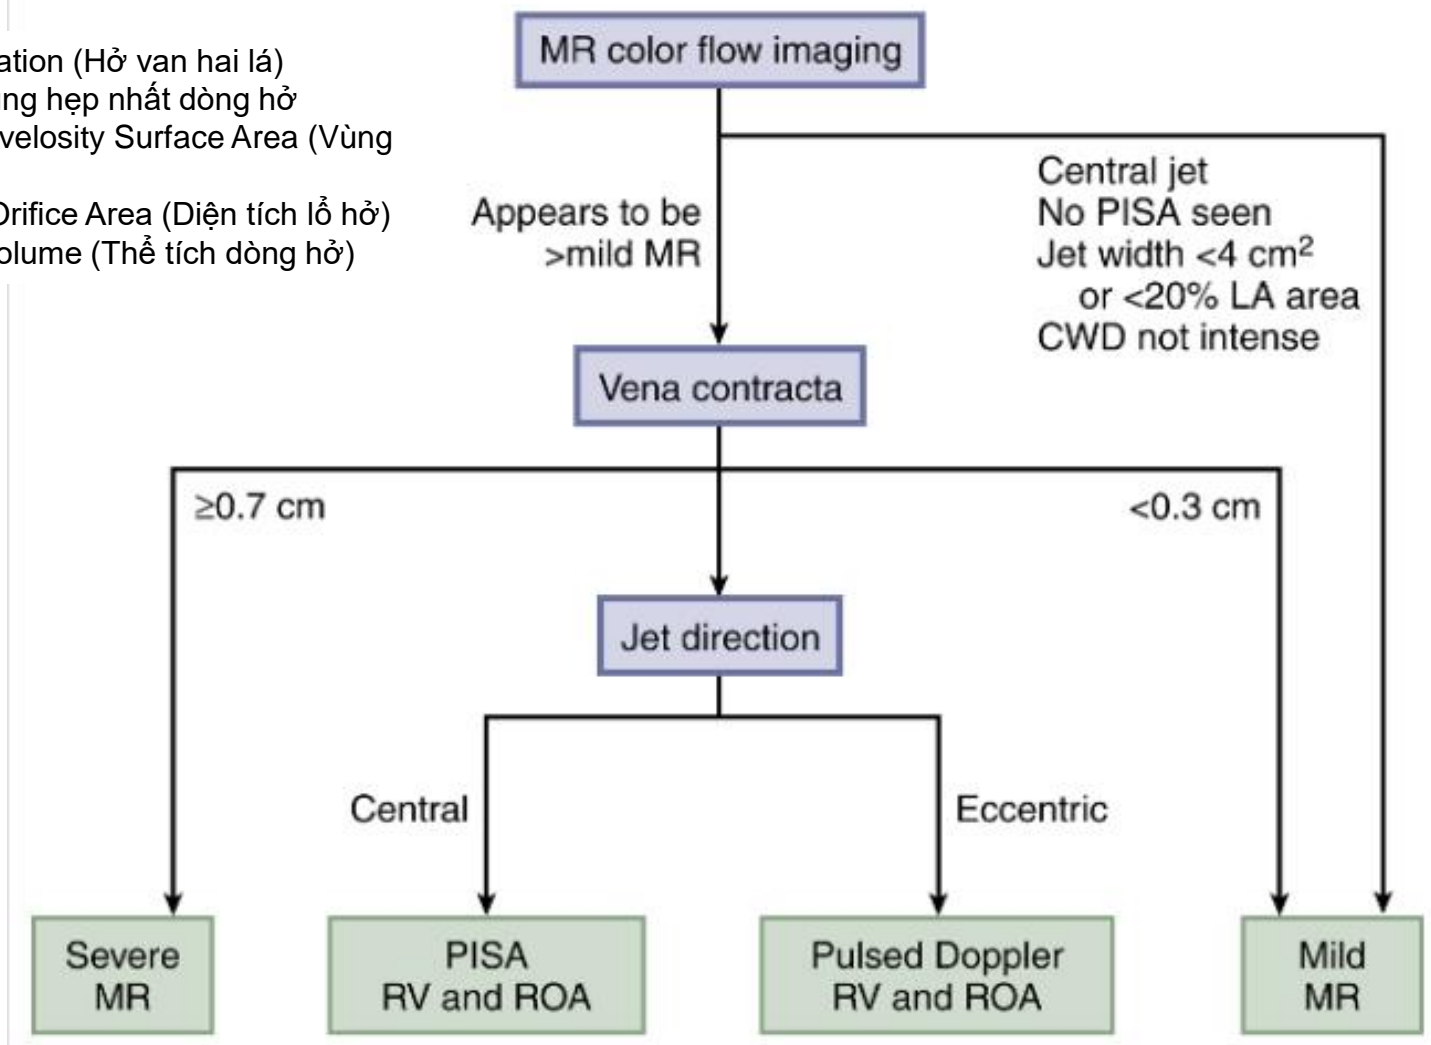 MR color flow imaging
ation (Hở van hai lá)
ng hẹp nhất dòng hở
velosity Surface Area (Vùng
Orifice Area (Diện tích lổ hở)
olume (Thể tích dòng hở)
Appears to be
>mild MR
Central jet
No PISA seen
Jet width <4 cm²
or <20% LA area
CWD not intense
Vena contracta
≥0.7 cm
<0.3 cm
Jet direction
Central
Eccentric
Severe
MR
PISA
RV and ROA
Pulsed Doppler
RV and ROA
Mild
MR